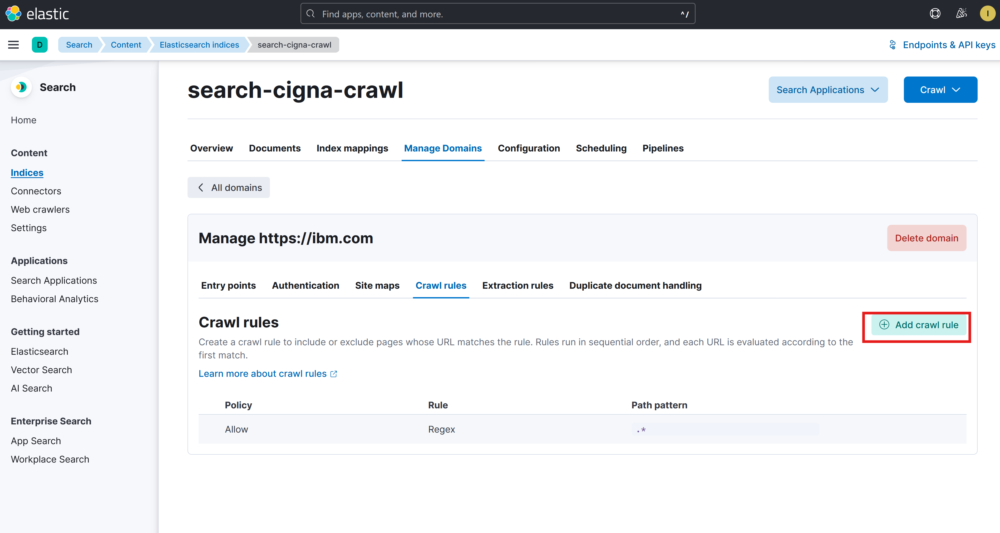 elastic
Find apps, content, and more.
^ /
I
D
Search
Content
Elasticsearch indices
search-cigna-crawl
Endpoints & API keys
Search
Home
Content
Indices
Connectors
Web crawlers
Settings
Applications
Search Applications
Behavioral Analytics
Getting started
Elasticsearch
Vector Search
AI Search
Enterprise Search
App Search
Workplace Search
search-cigna-crawl
Search Applications
Crawl
Overview
Documents
Index mappings
Manage Domains
Configuration
Scheduling
Pipelines
All domains
Manage https://ibm.com
Delete domain
Entry points
Authentication
Site maps
Crawl rules
Extraction rules
Duplicate document handling
Crawl rules
Add crawl rule
Create a crawl rule to include or exclude pages whose URL matches the rule. Rules run in sequential order, and each URL is evaluated according to the
first match.
Learn more about crawl rules
Policy
Rule
Path pattern
Allow
Regex
.*